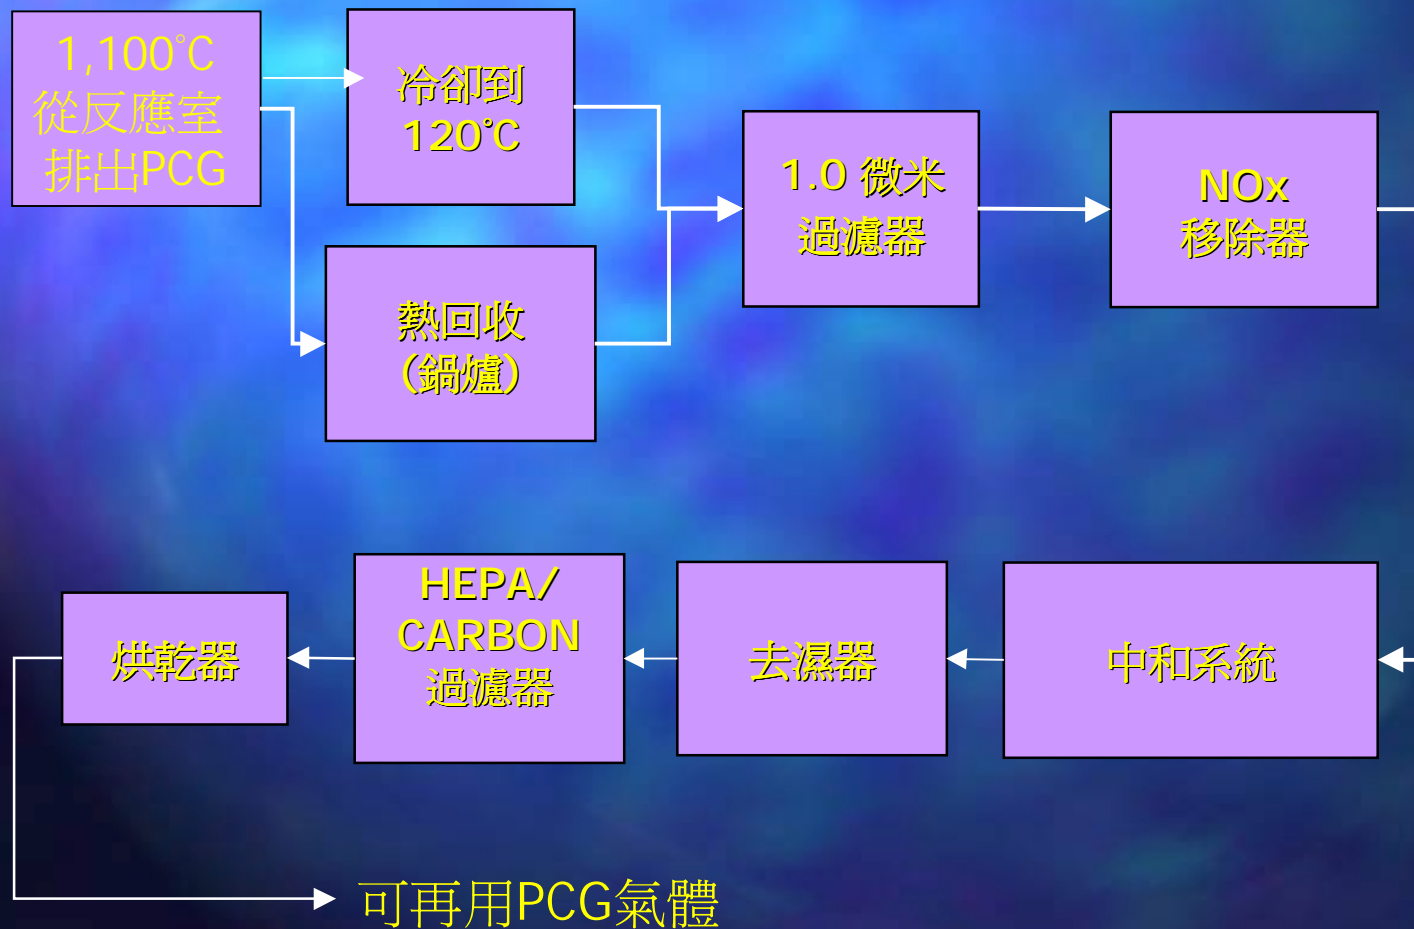 1,100°C
從反應室
排出PCG
冷卻到
120°C
熱回收
(鍋爐)
1.0 微米
過濾器
NOx
移除器
中和系統
去濕器
HEPA/
CARBON
過濾器
烘乾器
可再用PCG氣體